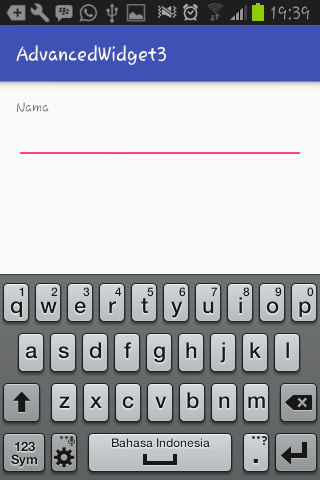 19:39
AdvancedWidget3
Nama
1 2 3 4 5 6 7 8 9 0
q w e r t y u i o p
a s d f g h j k l
z x c v b n m
123 Sym Bahasa Indonesia . ?